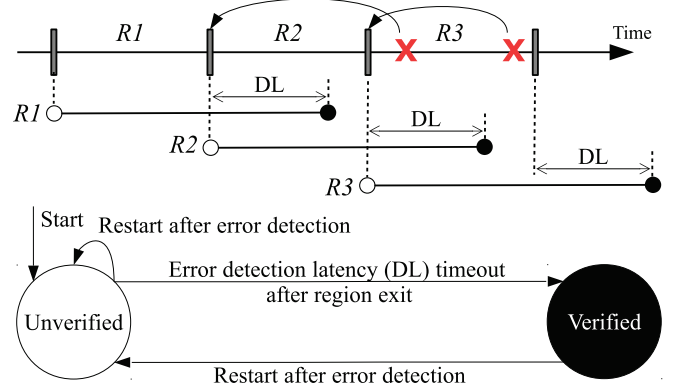 R1 R2 R3 Time
DL
R1
DL
R2
DL
R3
Start
Restart after error detection
Error detection latency (DL) timeout
after region exit
Unverified
Verified
Restart after error detection